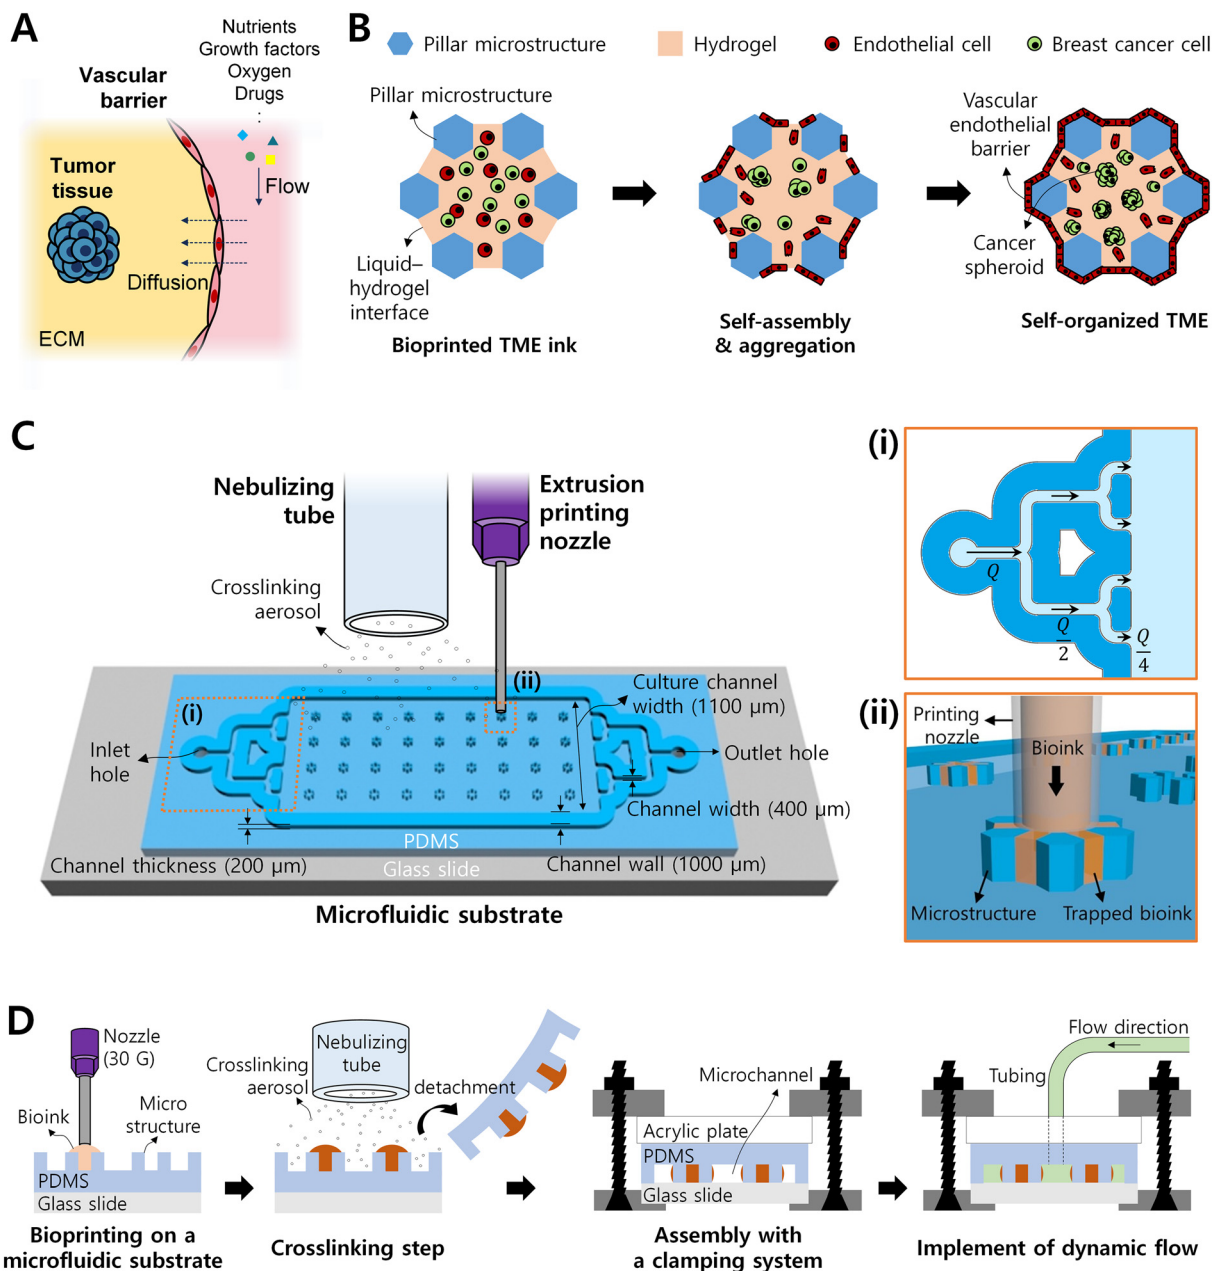 A
Nutrients
Growth factors
Oxygen
Drugs
Vascular
barrier
Tumor
tissue
Flow
Diffusion
ECM
B
Pillar microstructure
Hydrogel
Endothelial cell
Breast cancer cell
Pillar microstructure
Liquid–
hydrogel
interface
Bioprinted TME ink
Self-assembly
& aggregation
Vascular
endothelial
barrier
Cancer
spheroid
Self-organized TME
C
Nebulizing
tube
Extrusion
printing
nozzle
Crosslinking
aerosol
(i)
(ii)
Culture channel
width (1100 μm)
Inlet
hole
Outlet hole
Channel width (400 μm)
PDMS
Channel thickness (200 μm)
Glass slide
Channel wall (1000 μm)
Microfluidic substrate
(i)
Q
Q
2
Q
4
(ii)
Printing
nozzle
Bioink
Microstructure
Trapped bioink
D
Nozzle
(30 G)
Bioink
Micro
structure
PDMS
Glass slide
Bioprinting on a
microfluidic substrate
Nebulizing
tube
Crosslinking
aerosol
detachment
Crosslinking step
Microchannel
Acrylic plate
PDMS
Glass slide
Assembly with
a clamping system
Flow direction
Tubing
Implement of dynamic flow